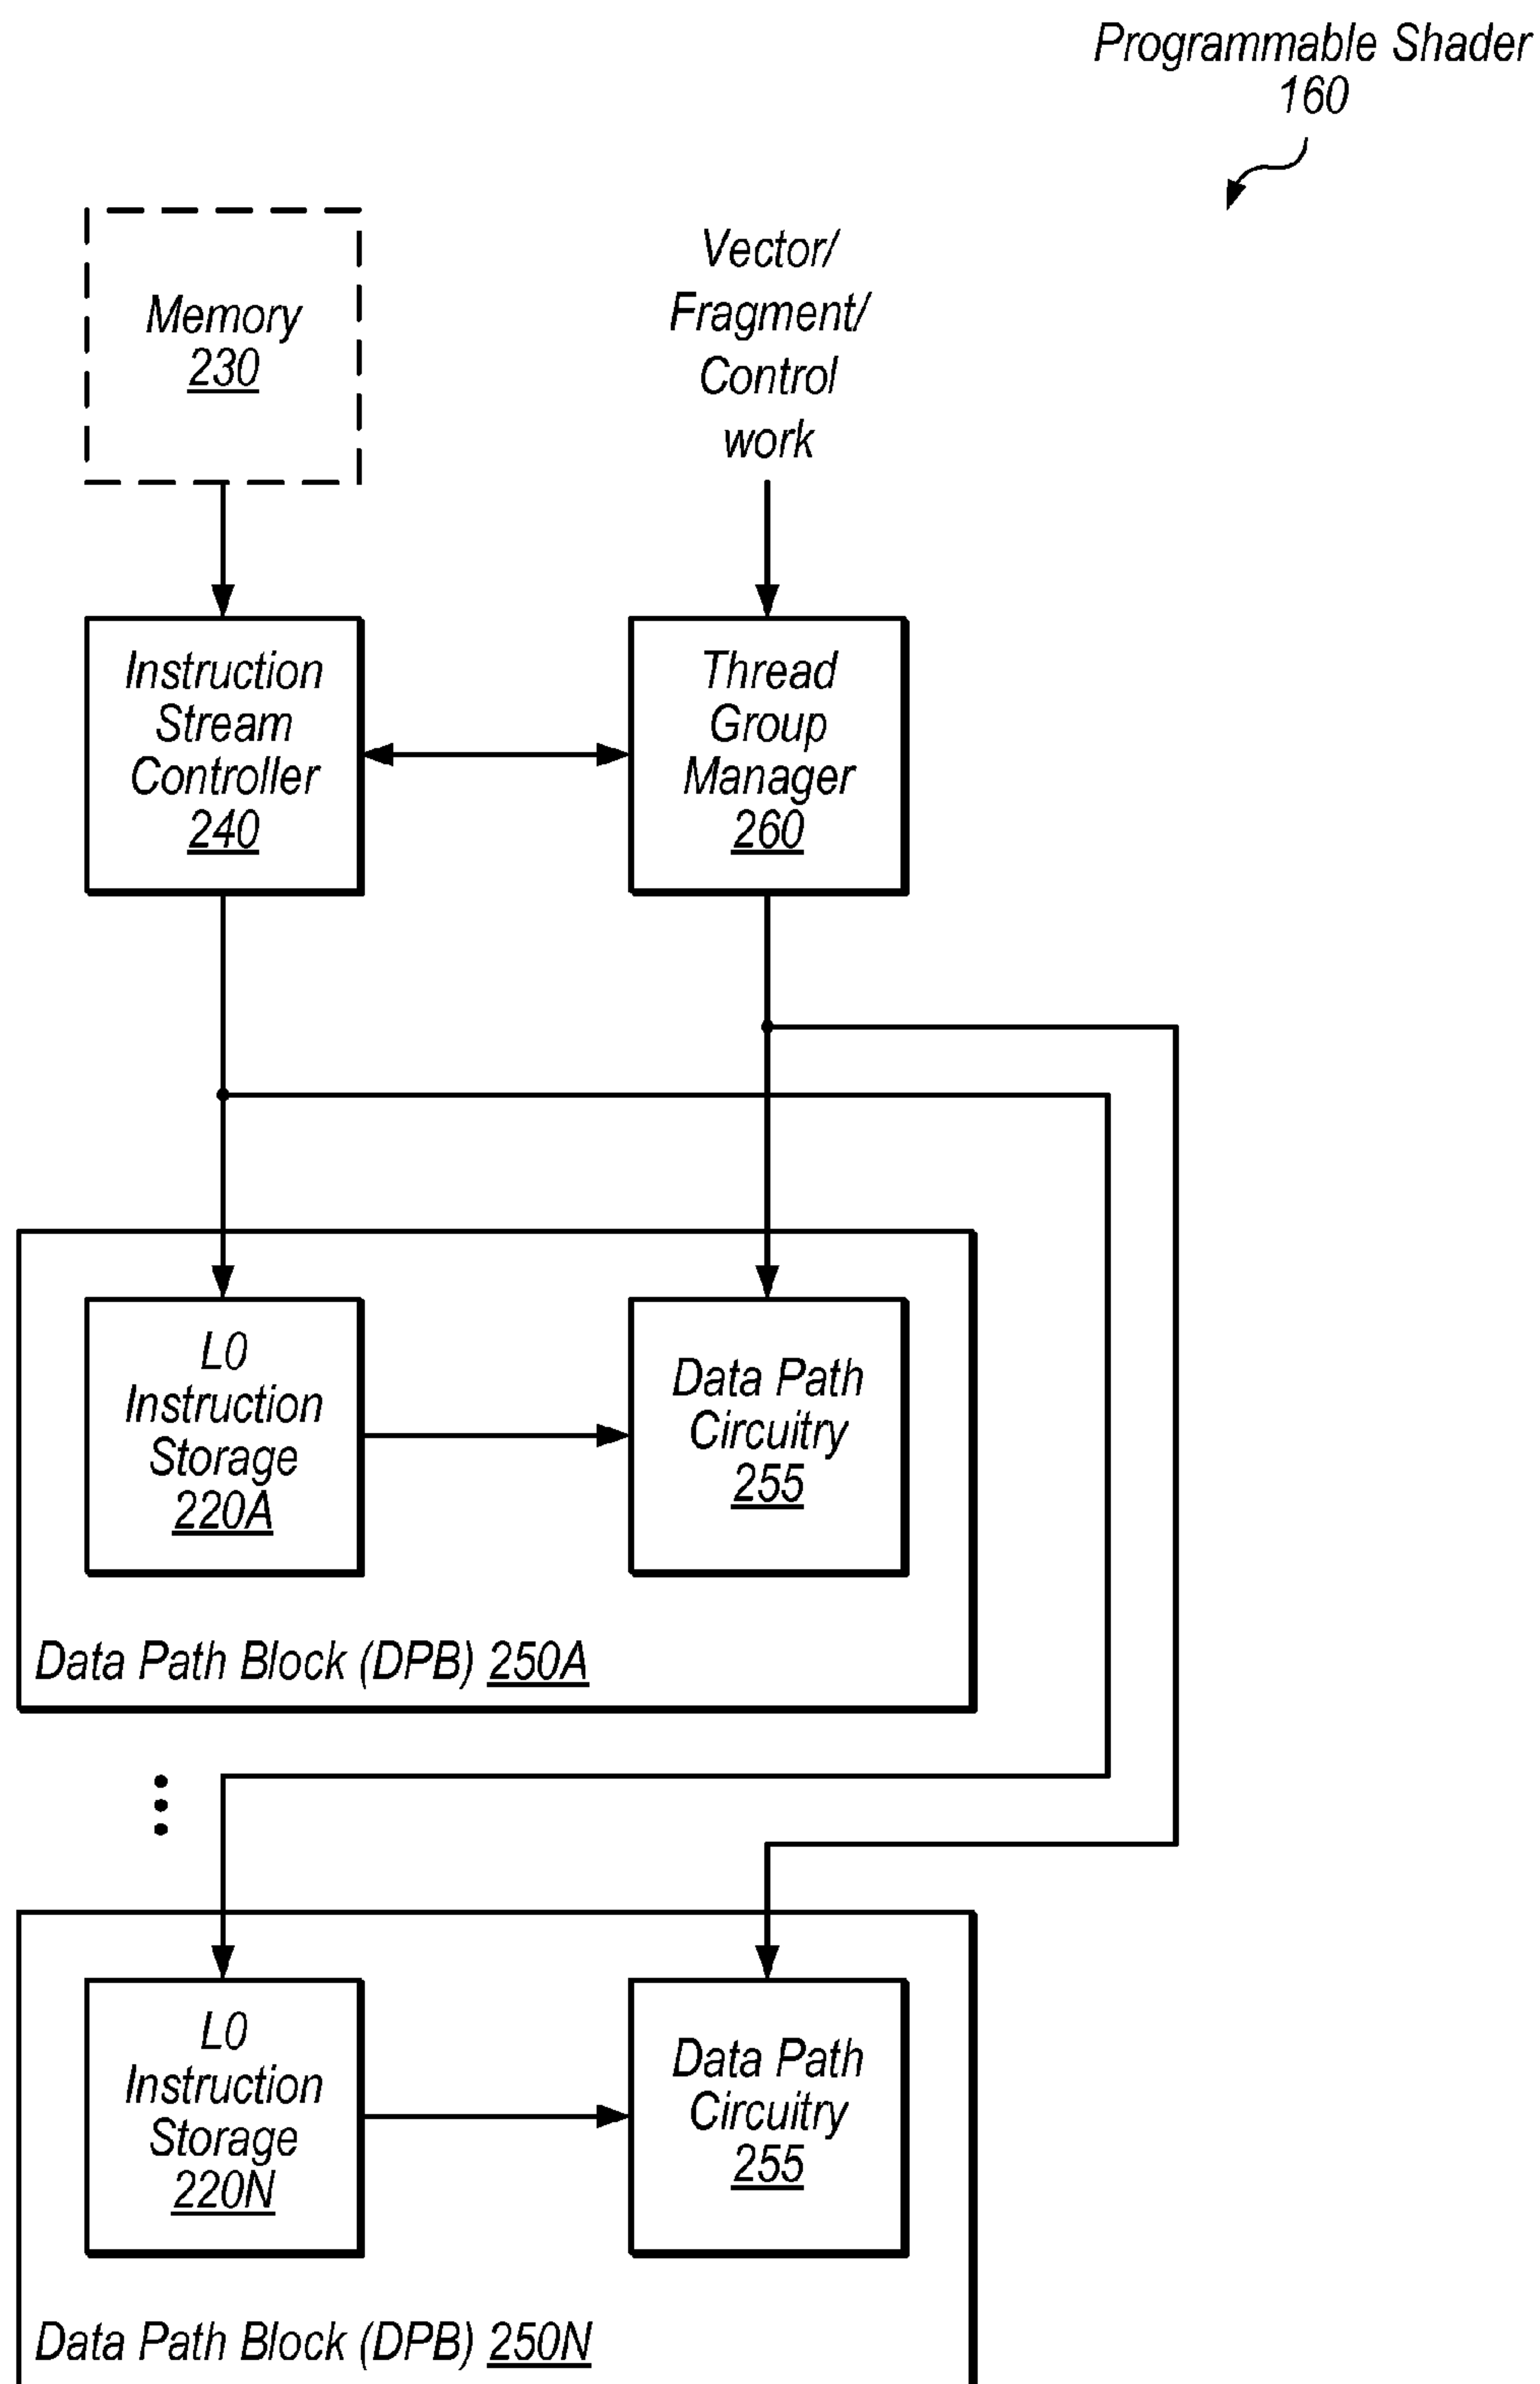 Programmable Shader
160
Memory
230
Vector/
Fragment/
Control
work
Instruction
Stream
Controller
240
Thread
Group
Manager
260
L0
Instruction
Storage
220A
Data Path
Circuitry
255
Data Path Block (DPB) 250A
L0
Instruction
Storage
220N
Data Path
Circuitry
255
Data Path Block (DPB) 250N